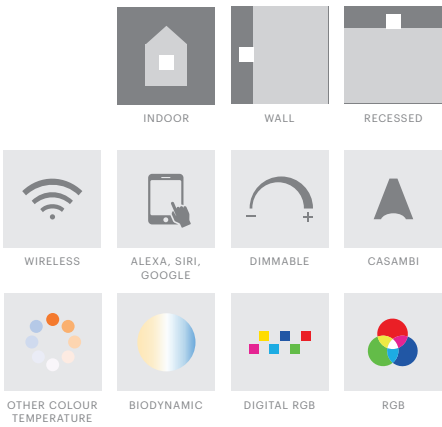 INDOOR
WALL
RECESSED
WIRELESS
ALEXA, SIRI,
GOOGLE
DIMMABLE
CASAMBI
OTHER COLOUR
TEMPERATURE
BIODYNAMIC
DIGITAL RGB
RGB